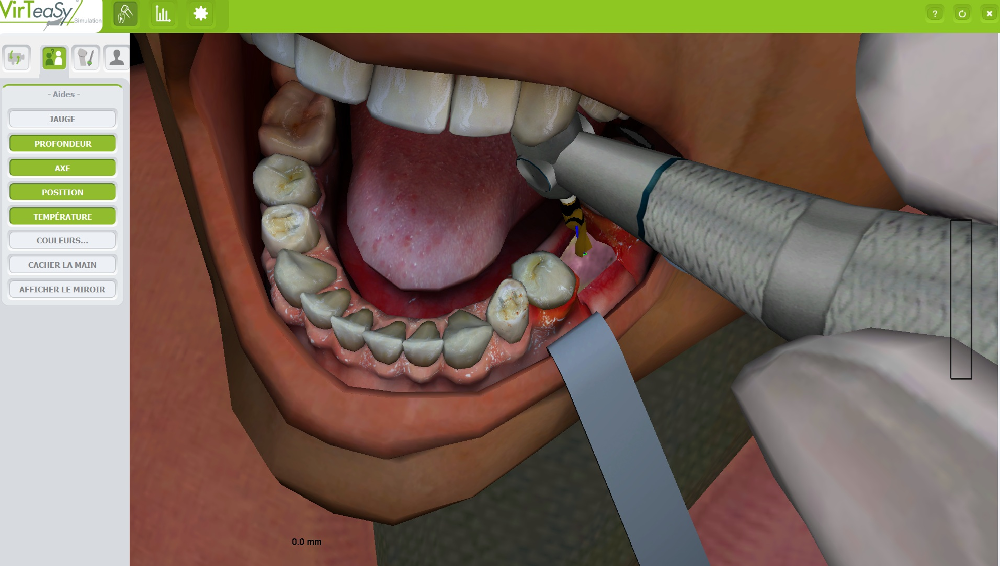 VirTeaSy
Simulation
?
- Aides -
JAUGE
PROFONDEUR
AXE
POSITION
TEMPÉRATURE
COULEURS...
CACHER LA MAIN
AFFICHER LE MIROIR
0.0 mm